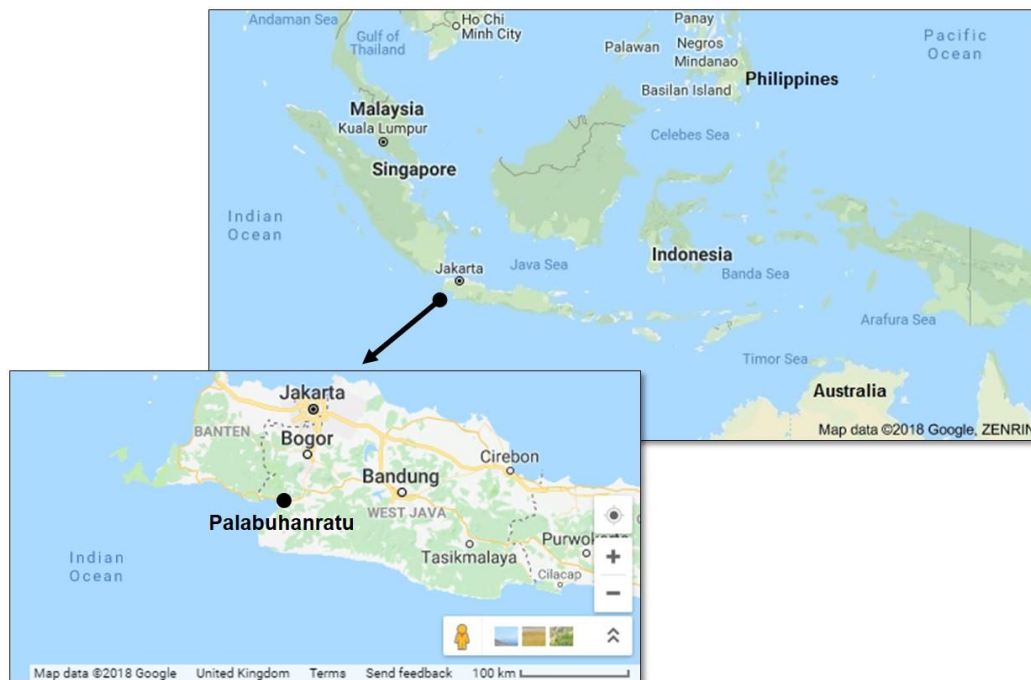 Andaman Sea
Ho Chi
Minh City
Gulf of
Thailand
Panay
Palawan
Negros
Mindanao
Pacific
Ocean
Philippines
Basilan Island
Malaysia
Kuala Lumpur
Celebes Sea
Singapore
Indian
Ocean
Indonesia
Jakarta
Java Sea
Banda Sea
Arafura Sea
Timor Sea
Australia
Map data ©2018 Google, ZENRIN
Jakarta
BANTEN
Bogor
Cirebon
Bandung
WEST JAVA
Palabuhanratu
Tasikmalaya
Indian
Ocean
Cilacap
Map data ©2018 Google United Kingdom Terms Send feedback 100 km